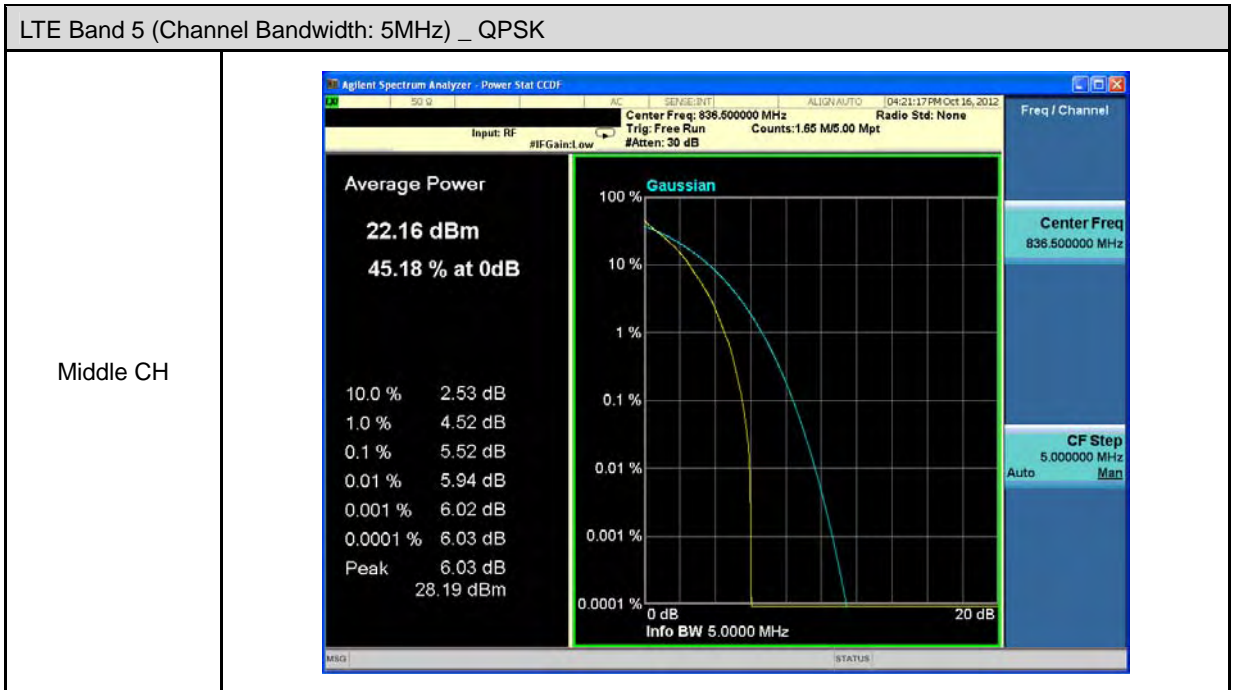 LTE Band 5 (Channel Bandwidth: 5MHz) _ QPSK
Middle CH
Agilent Spectrum Analyzer - Power Stat CCDF
50 Ω AC SENSE:INT ALIGN AUTO 04:21:17 PM Oct 16, 2012
Center Freq: 836.500000 MHz Radio Std: None
Input: RF Trig: Free Run Counts:1.65 M/5.00 Mpt
#IFGain:Low #Atten: 30 dB
Freq / Channel
Average Power
22.16 dBm
45.18 % at 0dB
10.0 % 2.53 dB
1.0 % 4.52 dB
0.1 % 5.52 dB
0.01 % 5.94 dB
0.001 % 6.02 dB
0.0001 % 6.03 dB
Peak 6.03 dB
28.19 dBm
Gaussian
100 %
10 %
1 %
0.1 %
0.01 %
0.001 %
0.0001 %
0 dB 20 dB
Info BW 5.0000 MHz
Center Freq
836.500000 MHz
CF Step
5.000000 MHz
Auto Man
MSG STATUS